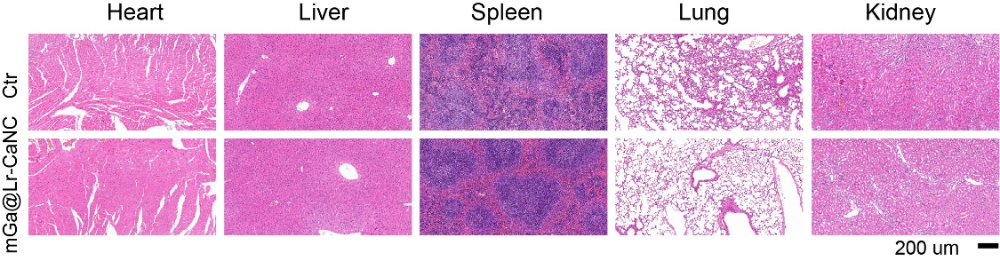 Heart Liver Spleen Lung Kidney
Ctr
mGa@Lr-CaNC
200 um